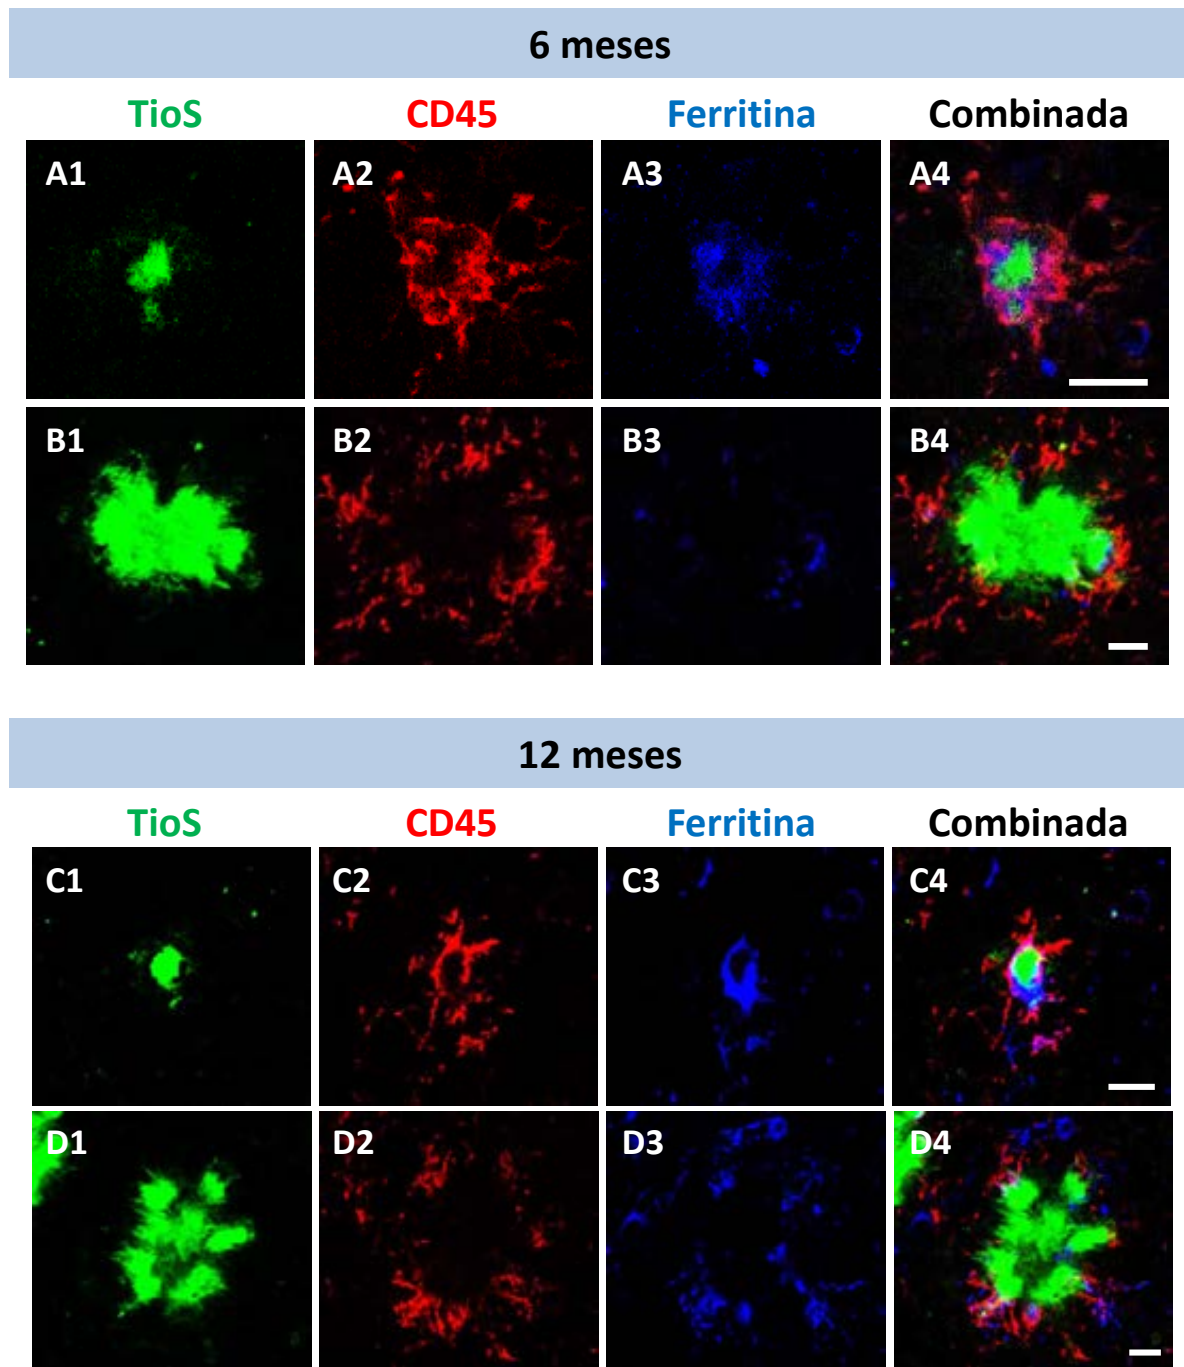 6 meses
TioS CD45 Ferritina Combinada
A1 A2 A3 A4
B1 B2 B3 B4
12 meses
TioS CD45 Ferritina Combinada
C1 C2 C3 C4
D1 D2 D3 D4